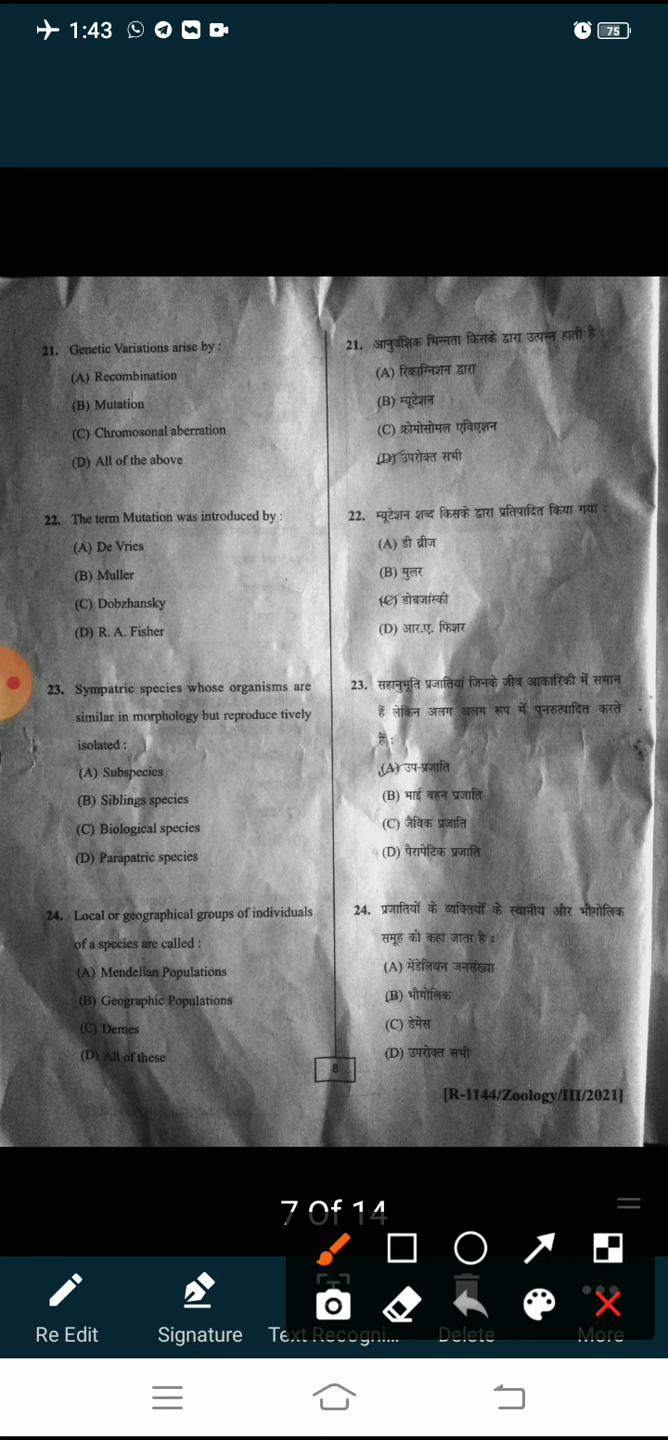 1:43
75
21. Genetic Variations arise by :
(A) Recombination
(B) Mutation
(C) Chromosonal aberration
(D) All of the above
22. The term Mutation was introduced by :
(A) De Vries
(B) Muller
(C) Dobzhansky
(D) R. A. Fisher
23. Sympatric species whose organisms are
similar in morphology but reproduce tively
isolated :
(A) Subspecies
(B) Siblings species
(C) Biological species
(D) Parapatric species
24. Local or geographical groups of individuals
of a species are called :
(A) Mendelian Populations
(B) Geographic Populations
(C) Demes
(D) All of these
21. आनुवंशिक भिन्नता किसके द्वारा उत्पन्न हाती है :
(A) रिकाम्निशन द्वारा
(B) म्यूटेशन
(C) क्रोमोसोमल एविएशन
(D) उपरोक्त सभी
22. म्यूटेशन शब्द किसके द्वारा प्रतिपादित किया गया :
(A) डी व्रीज
(B) मुलर
(C) डोबजांस्की
(D) आर.ए. फिशर
23. सहानुभूति प्रजातियां जिनके जीव आकारिकी में समान
हैं लेकिन अलग अलग रूप में पुनरुत्पादित करते
हैं :
(A) उप-प्रजाति
(B) भाई बहन प्रजाति
(C) जैविक प्रजाति
(D) पैरापेटिक प्रजाति
24. प्रजातियों के व्यक्तियों के स्थानीय और भौगोलिक
समूह को कहा जाता है :
(A) मेंडेलियन जनसंख्या
(B) भौगोलिक
(C) डेमेस
(D) उपरोक्त सभी
8
[R-1144/Zoology/III/2021]
7 Of 14
Re Edit
Signature
Text Recogni...
Delete
More